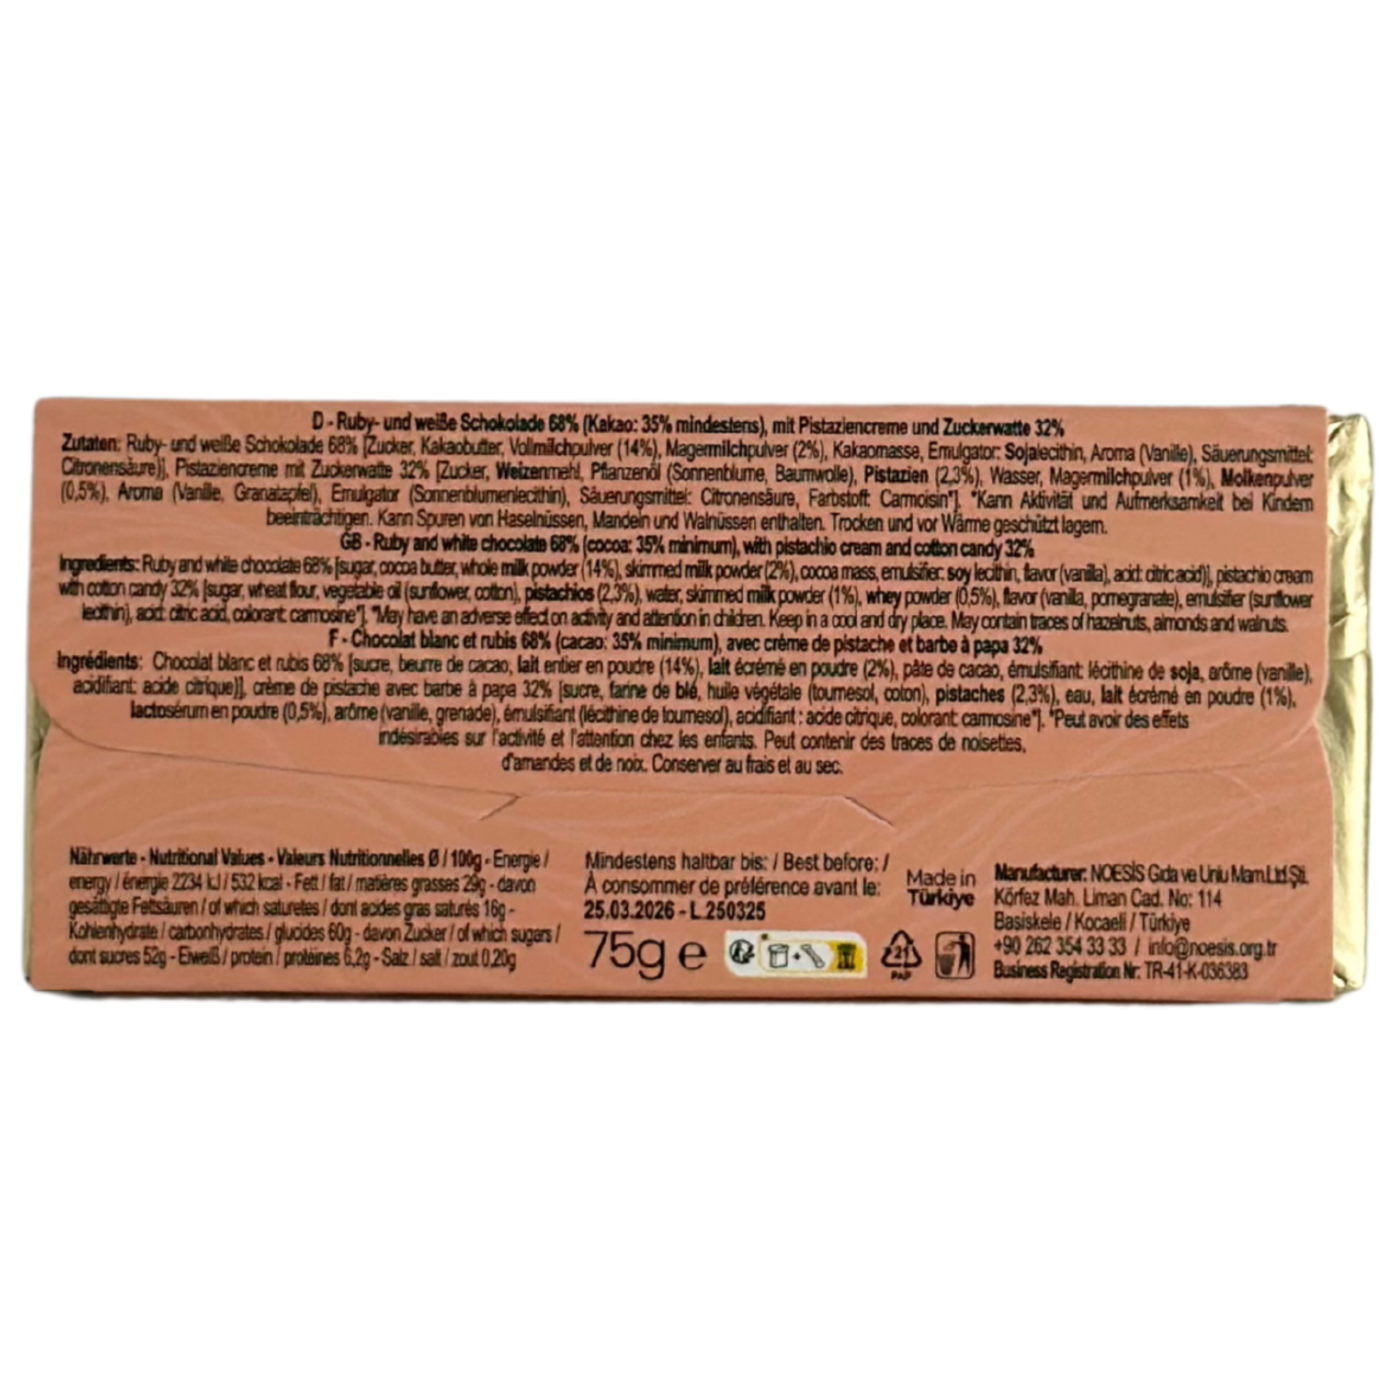 D - Ruby- und weiße Schokolade 68% (Kakao: 35% mindestens), mit Pistaziencreme und Zuckerwatte 32%
Zutaten: Ruby- und weiße Schokolade 68% [Zucker, Kakaobutter, Vollmilchpulver (14%), Magermilchpulver (2%), Kakaomasse, Emulgator: Sojalecithin, Aroma (Vanille), Säuerungsmittel:
Citronensäure)], Pistaziencreme mit Zuckerwatte 32% [Zucker, Weizenmehl, Pflanzenöl (Sonnenblume, Baumwolle), Pistazien (2,3%), Wasser, Magermilchpulver (1%), Molkenpulver
(0,5%), Aroma (Vanille, Granatapfel), Emulgator (Sonnenblumenlecithin), Säuerungsmittel: Citronensäure, Farbstoff: Carmoisin*]. *Kann Aktivität und Aufmerksamkeit bei Kindern
beeinträchtigen. Kann Spuren von Haselnüssen, Mandeln und Walnüssen enthalten. Trocken und vor Wärme geschützt lagern.
GB - Ruby and white chocolate 68% (cocoa: 35% minimum), with pistachio cream and cotton candy 32%
Ingredients: Ruby and white chocolate 68% [sugar, cocoa butter, whole milk powder (14%), skimmed milk powder (2%), cocoa mass, emulsifier: soy lecithin, flavor (vanilla), acid: citric acid)], pistachio cream
with cotton candy 32% [sugar, wheat flour, vegetable oil (sunflower, cotton), pistachios (2,3%), water, skimmed milk powder (1%), whey powder (0,5%), flavor (vanilla, pomegranate), emulsifier (sunflower
lecithin), acid: citric acid, colorant: carmosine*]. *May have an adverse effect on activity and attention in children. Keep in a cool and dry place. May contain traces of hazelnuts, almonds and walnuts.
F - Chocolat blanc et rubis 68% (cacao: 35% minimum), avec crème de pistache et barbe à papa 32%
Ingrédients: Chocolat blanc et rubis 68% [sucre, beurre de cacao, lait entier en poudre (14%), lait écrémé en poudre (2%), pâte de cacao, émulsifiant: lécithine de soja, arôme (vanille),
acidifiant: acide citrique)], crème de pistache avec barbe à papa 32% [sucre, farine de blé, huile végétale (tournesol, coton), pistaches (2,3%), eau, lait écrémé en poudre (1%),
lactosérum en poudre (0,5%), arôme (vanille, grenade), émulsifiant (lécithine de tournesol), acidifiant : acide citrique, colorant: carmosine*]. *Peut avoir des effets
indésirables sur l'activité et l'attention chez les enfants. Peut contenir des traces de noisettes,
d'amandes et de noix. Conserver au frais et au sec.
Nährwerte - Nutritional Values - Valeurs Nutritionnelles Ø / 100g - Energie /
energy / énergie 2234 kJ / 532 kcal - Fett / fat / matières grasses 29g - davon
gesättigte Fettsäuren / of which saturetes / dont acides gras saturés 16g -
Kohlenhydrate / carbohydrates / glucides 60g - davon Zucker / of which sugars /
dont sucres 52g - Eiweiß / protein / protéines 6,2g - Salz / salt / zout 0,20g
Mindestens haltbar bis: / Best before: /
À consommer de préférence avant le:
25.03.2026 - L.250325
75g e
21
PAP
Made in
Türkiye
Manufacturer: NOESİS Gıda ve Unlu Mam.Ltd.Şti.
Körfez Mah. Liman Cad. No: 114
Basiskele / Kocaeli / Türkiye
+90 262 354 33 33 / info@noesis.org.tr
Business Registration Nr: TR-41-K-036383